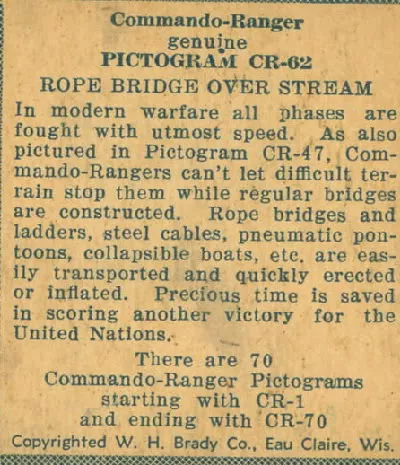 Commando-Ranger
genuine
PICTOGRAM CR-62
ROPE BRIDGE OVER STREAM
In modern warfare all phases are
fought with utmost speed. As also
pictured in Pictogram CR-47, Com-
mando-Rangers can't let difficult ter-
rain stop them while regular bridges
are constructed. Rope bridges and
ladders, steel cables, pneumatic pon-
toons, collapsible boats, etc. are eas-
ily transported and quickly erected
or inflated. Precious time is saved
in scoring another victory for the
United Nations.
There are 70
Commando-Ranger Pictograms
starting with CR-1
and ending with CR-70
Copyrighted W. H. Brady Co., Eau Claire, Wis.